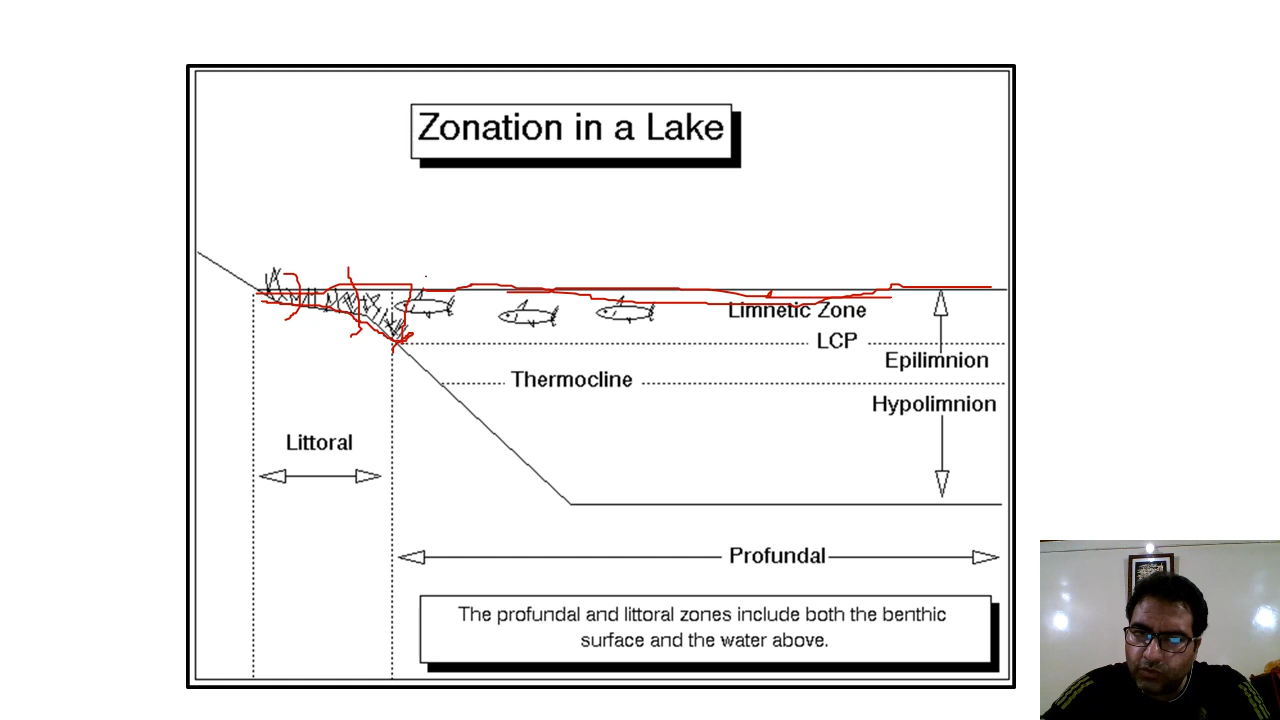 Zonation in a Lake
Limnetic Zone
LCP
Epilimnion
Thermocline
Hypolimnion
Littoral
Profundal
The profundal and littoral zones include both the benthic
surface and the water above.